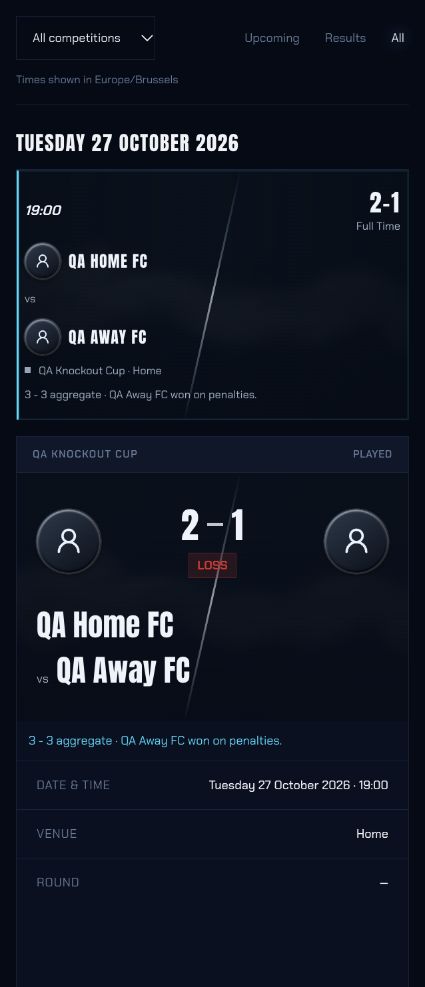 All competitions
Upcoming Results All
Times shown in Europe/Brussels
TUESDAY 27 OCTOBER 2026
19:00
2-1
Full Time
QA HOME FC
vs
QA AWAY FC
QA Knockout Cup · Home
3 - 3 aggregate · QA Away FC won on penalties.
QA KNOCKOUT CUP PLAYED
2 – 1
LOSS
QA Home FC
vs QA Away FC
3 - 3 aggregate · QA Away FC won on penalties.
DATE & TIME Tuesday 27 October 2026 · 19:00
VENUE Home
ROUND –